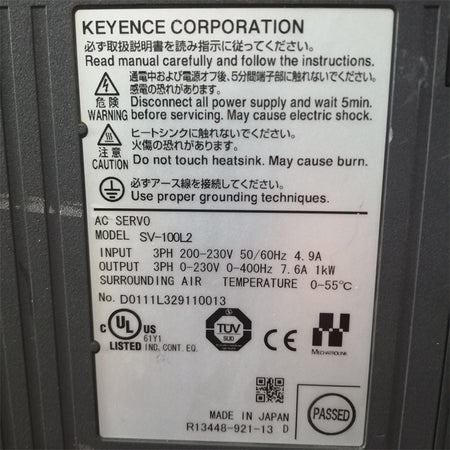 KEYENCE CORPORATION
必ず取扱説明書を読み指示に従ってください。
Read manual carefully and follow the instructions.
通電中および電源オフ後、5分間端子部に触れないでください。
感電の恐れがあります。
危険
WARNING
Disconnect all power supply and wait 5min.
before servicing. May cause electric shock.
ヒートシンクに触れないでください。
火傷の恐れがあります。
注意
CAUTION
Do not touch heatsink. May cause burn.
必ずアース線を接続してください。
Use proper grounding techniques.
AC SERVO
MODEL SV-100L2
INPUT 3PH 200-230V 50/60Hz 4.9A
OUTPUT 3PH 0-230V 0-400Hz 7.6A 1kW
SURROUNDING AIR TEMPERATURE 0-55℃
No. D0111L329110013
C UL US
LISTED
61Y1
IND. CONT. EQ.
TÜV
SÜD
CE
MECHATROLINK
MADE IN JAPAN
R13448-921-13 D
PASSED